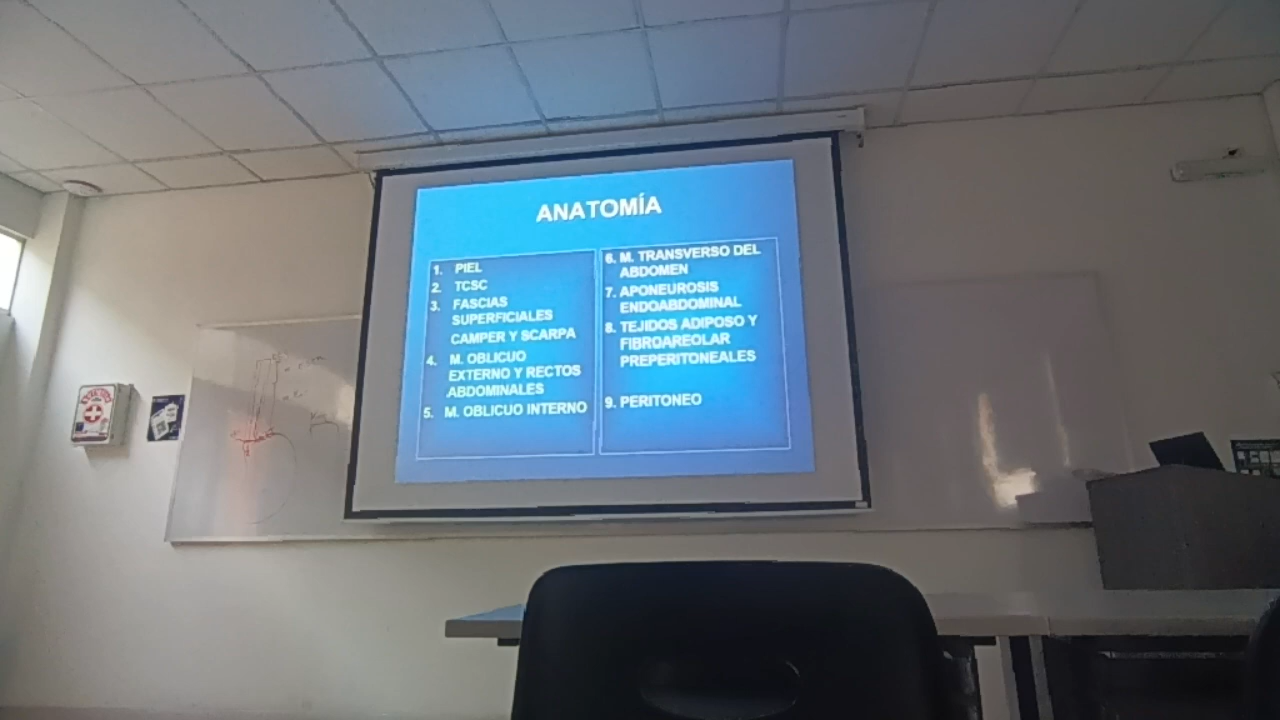 ANATOMÍA
1. PIEL
2. TCSC
3. FASCIAS
SUPERFICIALES
CAMPER Y SCARPA
4. M. OBLICUO
EXTERNO Y RECTOS
ABDOMINALES
5. M. OBLICUO INTERNO
6. M. TRANSVERSO DEL
ABDOMEN
7. APONEUROSIS
ENDOABDOMINAL
8. TEJIDOS ADIPOSO Y
FIBROAREOLAR
PREPERITONEALES
9. PERITONEO